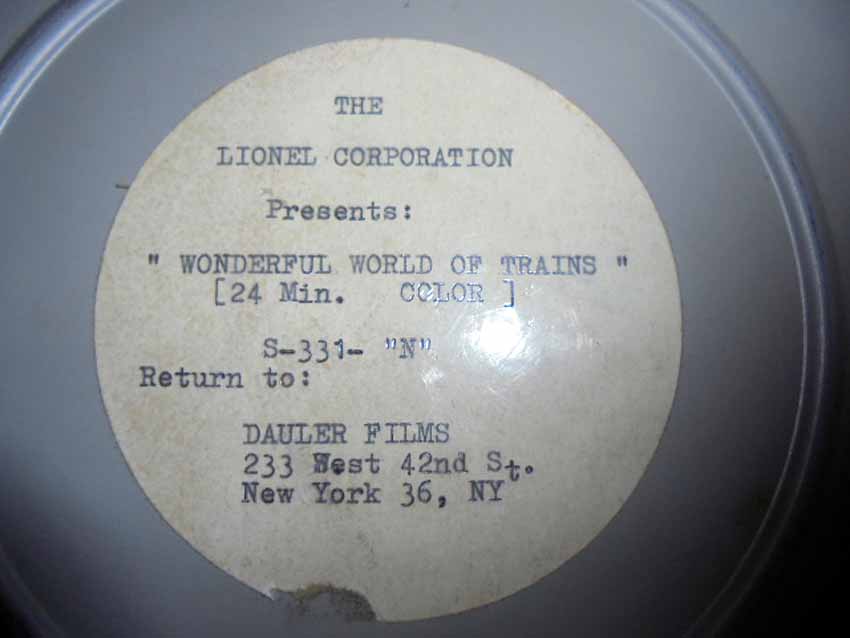 THE
LIONEL CORPORATION
Presents:
" WONDERFUL WORLD OF TRAINS "
[24 Min. COLOR ]
S-331- "N"
Return to:
DAULER FILMS
233 West 42nd St.
New York 36, NY